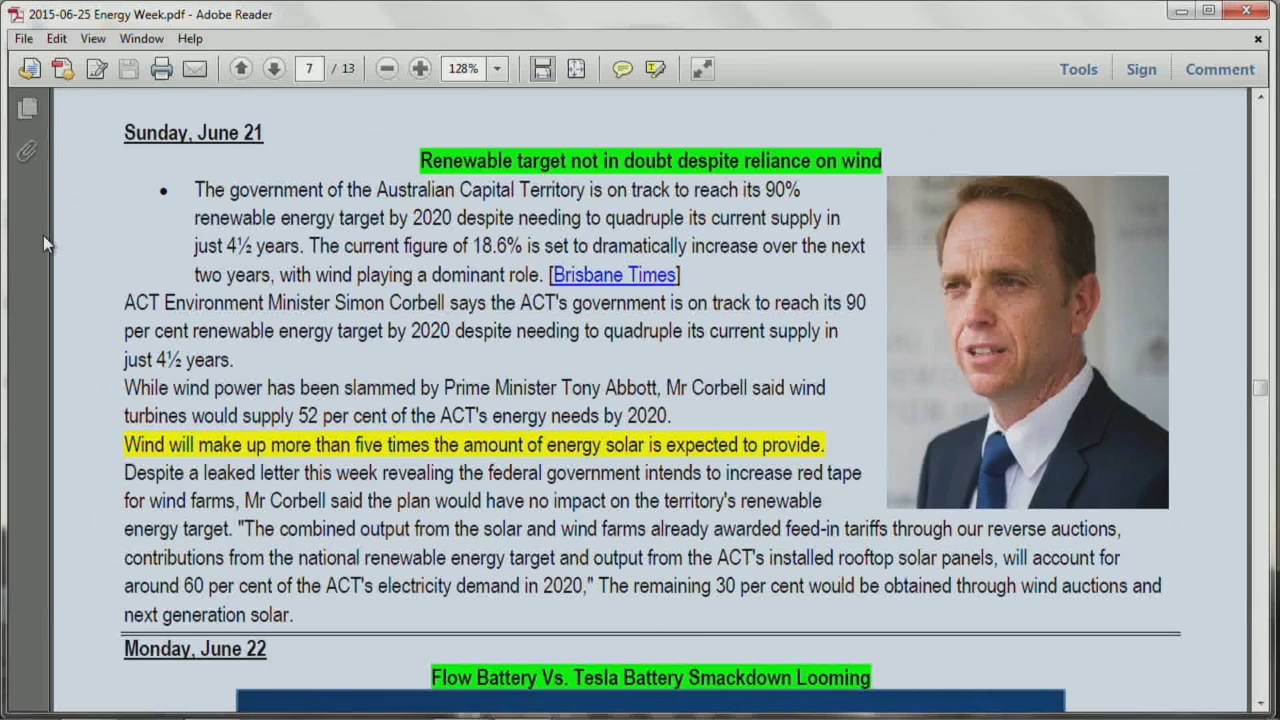 2015-06-25 Energy Week.pdf - Adobe Reader
File Edit View Window Help
7 / 13 128% Tools Sign Comment
Sunday, June 21
Renewable target not in doubt despite reliance on wind
• The government of the Australian Capital Territory is on track to reach its 90%
renewable energy target by 2020 despite needing to quadruple its current supply in
just 4½ years. The current figure of 18.6% is set to dramatically increase over the next
two years, with wind playing a dominant role. [Brisbane Times]
ACT Environment Minister Simon Corbell says the ACT's government is on track to reach its 90
per cent renewable energy target by 2020 despite needing to quadruple its current supply in
just 4½ years.
While wind power has been slammed by Prime Minister Tony Abbott, Mr Corbell said wind
turbines would supply 52 per cent of the ACT's energy needs by 2020.
Wind will make up more than five times the amount of energy solar is expected to provide.
Despite a leaked letter this week revealing the federal government intends to increase red tape
for wind farms, Mr Corbell said the plan would have no impact on the territory's renewable
energy target. "The combined output from the solar and wind farms already awarded feed-in tariffs through our reverse auctions,
contributions from the national renewable energy target and output from the ACT's installed rooftop solar panels, will account for
around 60 per cent of the ACT's electricity demand in 2020," The remaining 30 per cent would be obtained through wind auctions and
next generation solar.
Monday, June 22
Flow Battery Vs. Tesla Battery Smackdown Looming